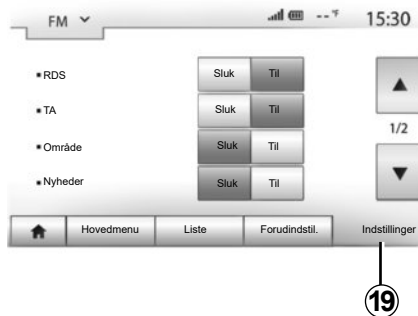 FM --°F 15:30
RDS Sluk Til
TA Sluk Til
1/2
Område Sluk Til
Nyheder Sluk Til
Hovedmenu Liste Forudindstil. Indstillinger
19